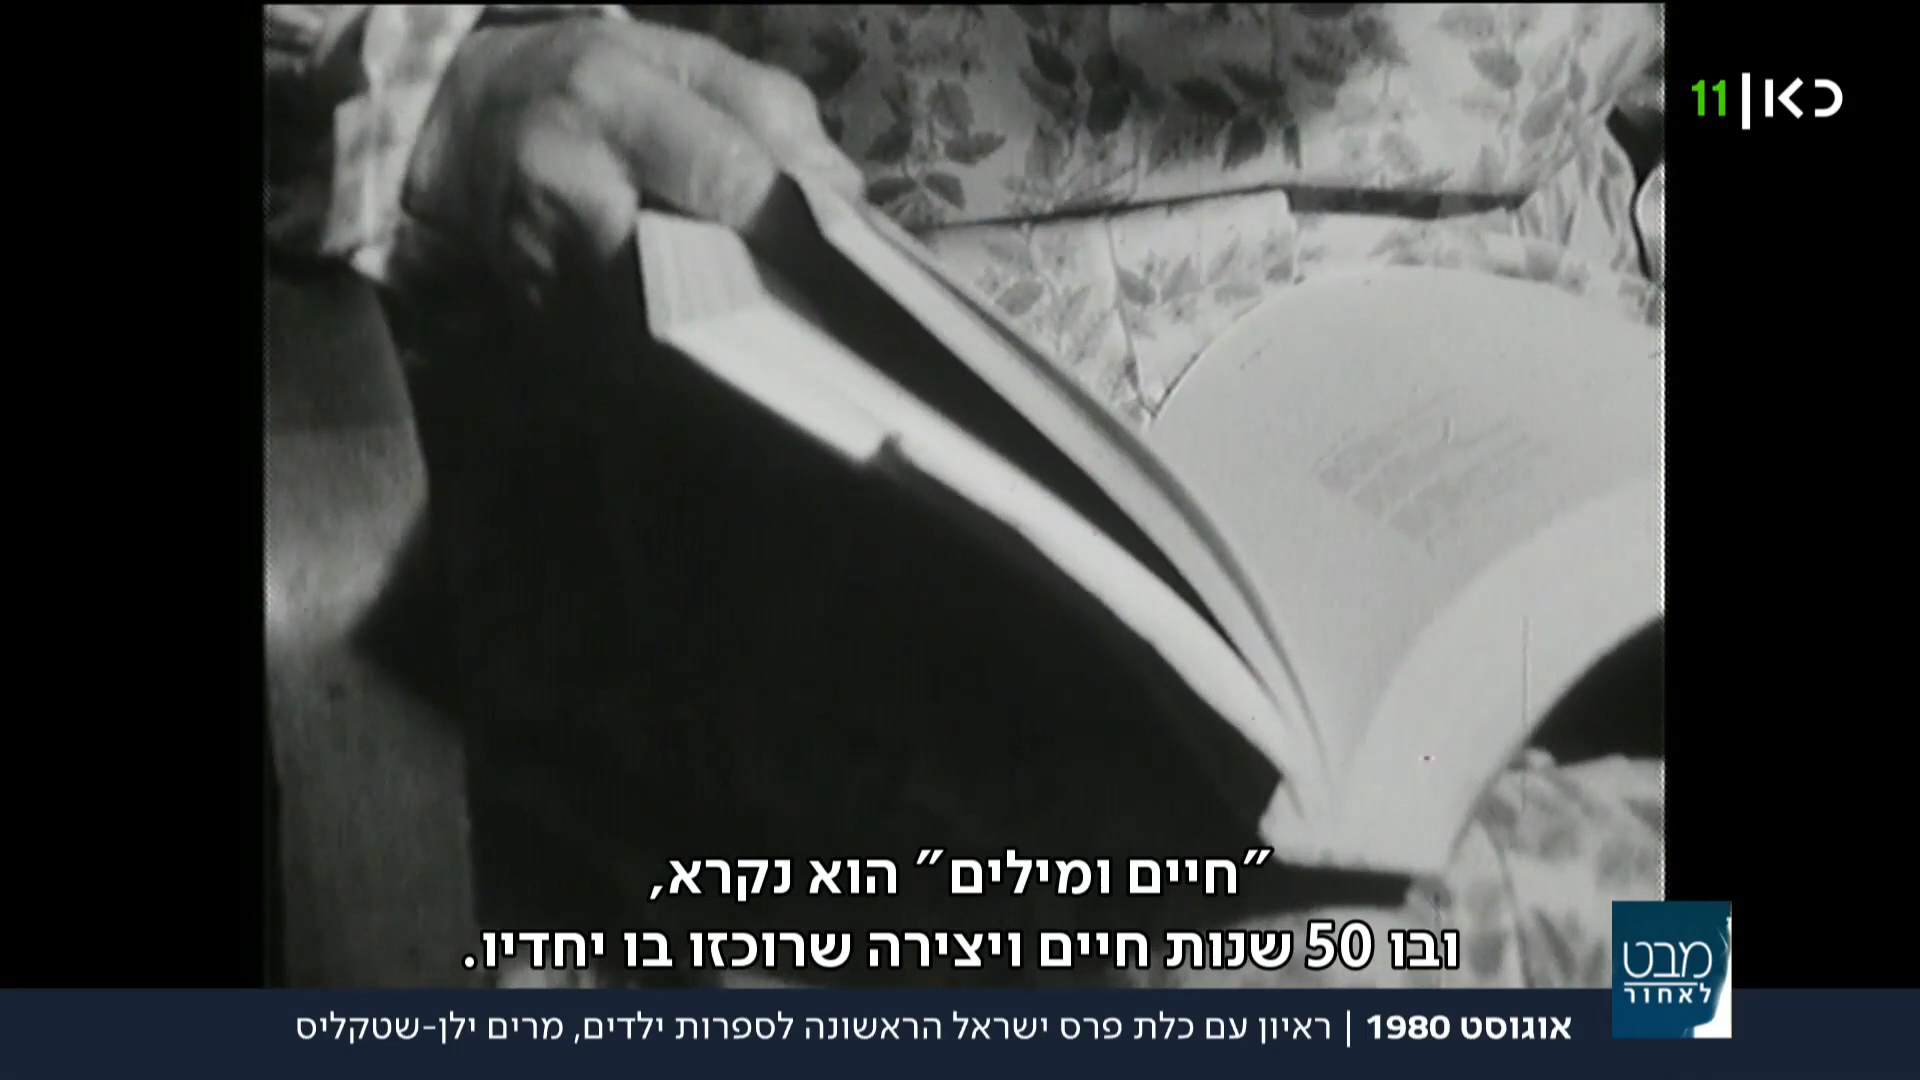 כאן 11
"חיים ומילים" הוא נקרא,
ובו 50 שנות חיים ויצירה שרוכזו בו יחדיו.
מבט
לאחור
אוגוסט 1980 | ראיון עם כלת פרס ישראל הראשונה לספרות ילדים, מרים ילן-שטקליס